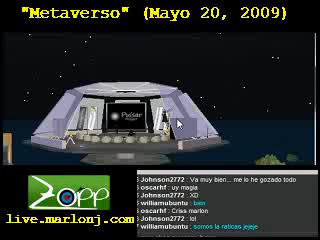 "Metaverso" (Mayo 20, 2009)
Pulsar
Johnson2772 : Va muy bien... me lo he gozado todo
oscarhf : uy magia
Johnson2772 : XD
williamubuntu : bien
oscarhf : Crisa marlon
Johnson2772 : lol
williamubuntu : somos la raticas jejeje
Zopp
live.marlonj.com